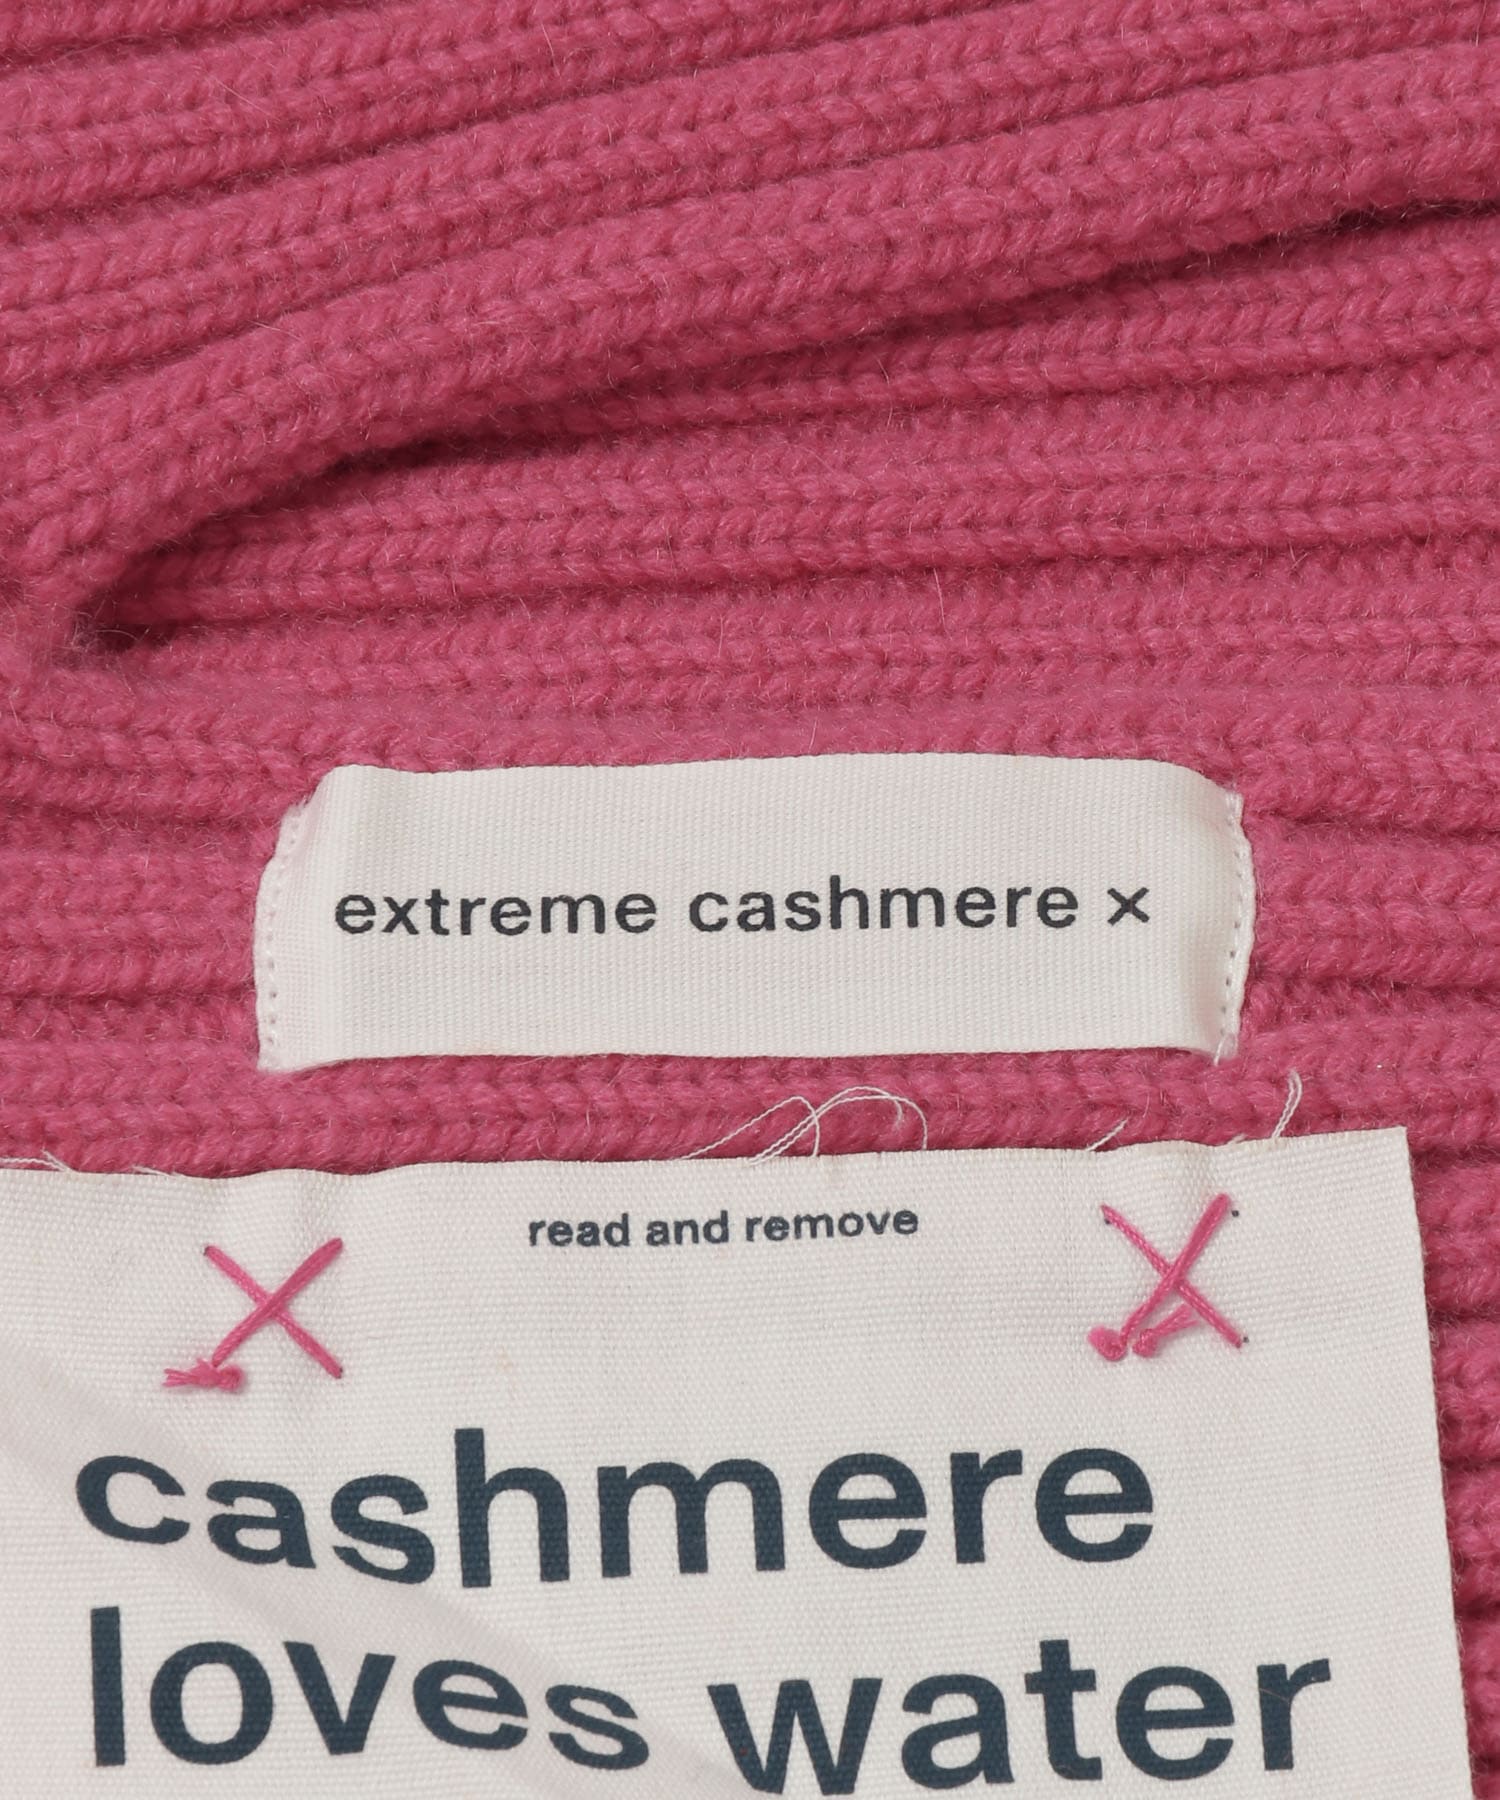 extreme cashmere ×
read and remove
cashmere
loves water